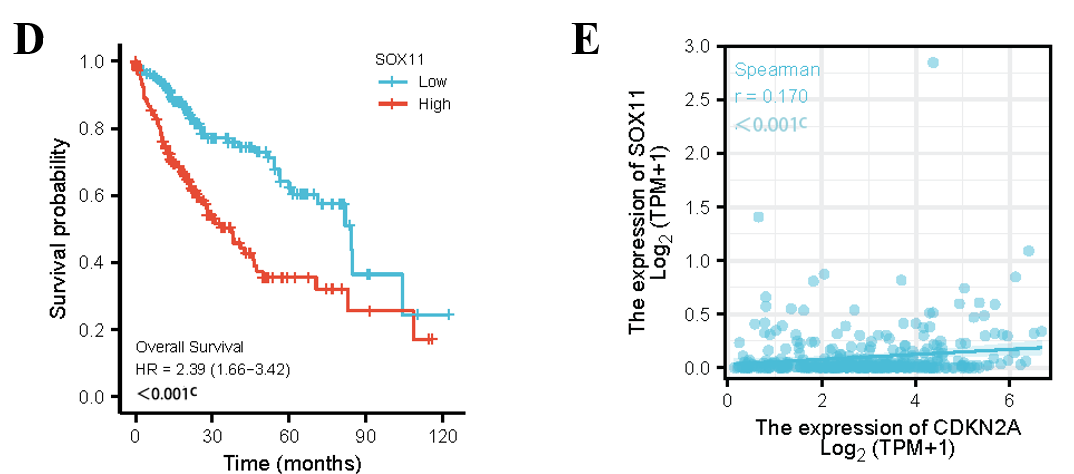 D
SOX11
Low
High
Survival probability
1.0
0.8
0.6
0.4
0.2
0.0
Overall Survival
HR = 2.39 (1.66–3.42)
<0.001c
0 30 60 90 120
Time (months)
E
The expression of SOX11
Log2 (TPM+1)
3.0
2.5
2.0
1.5
1.0
0.5
0.0
Spearman
r = 0.170
<0.001c
0 2 4 6
The expression of CDKN2A
Log2 (TPM+1)